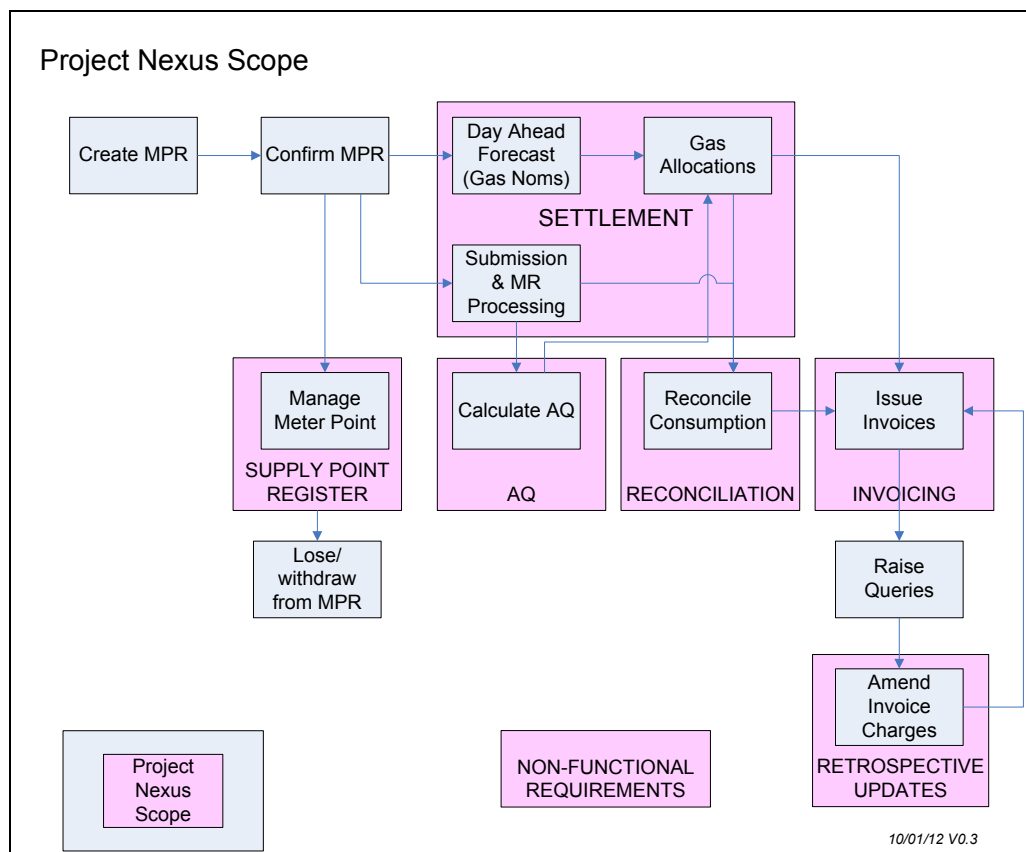 Project Nexus Scope
Create MPR
Confirm MPR
Day Ahead
Forecast
(Gas Noms)
Gas
Allocations
SETTLEMENT
Submission
& MR
Processing
Manage
Meter Point
SUPPLY POINT
REGISTER
Calculate AQ
AQ
Reconcile
Consumption
RECONCILIATION
Issue
Invoices
INVOICING
Lose/
withdraw
from MPR
Raise
Queries
Amend
Invoice
Charges
RETROSPECTIVE
UPDATES
Project
Nexus
Scope
NON-FUNCTIONAL
REQUIREMENTS
10/01/12 V0.3